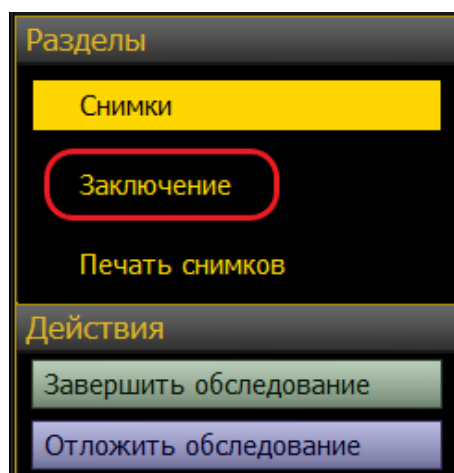 Разделы
Снимки
Заключение
Печать снимков
Действия
Завершить обследование
Отложить обследование